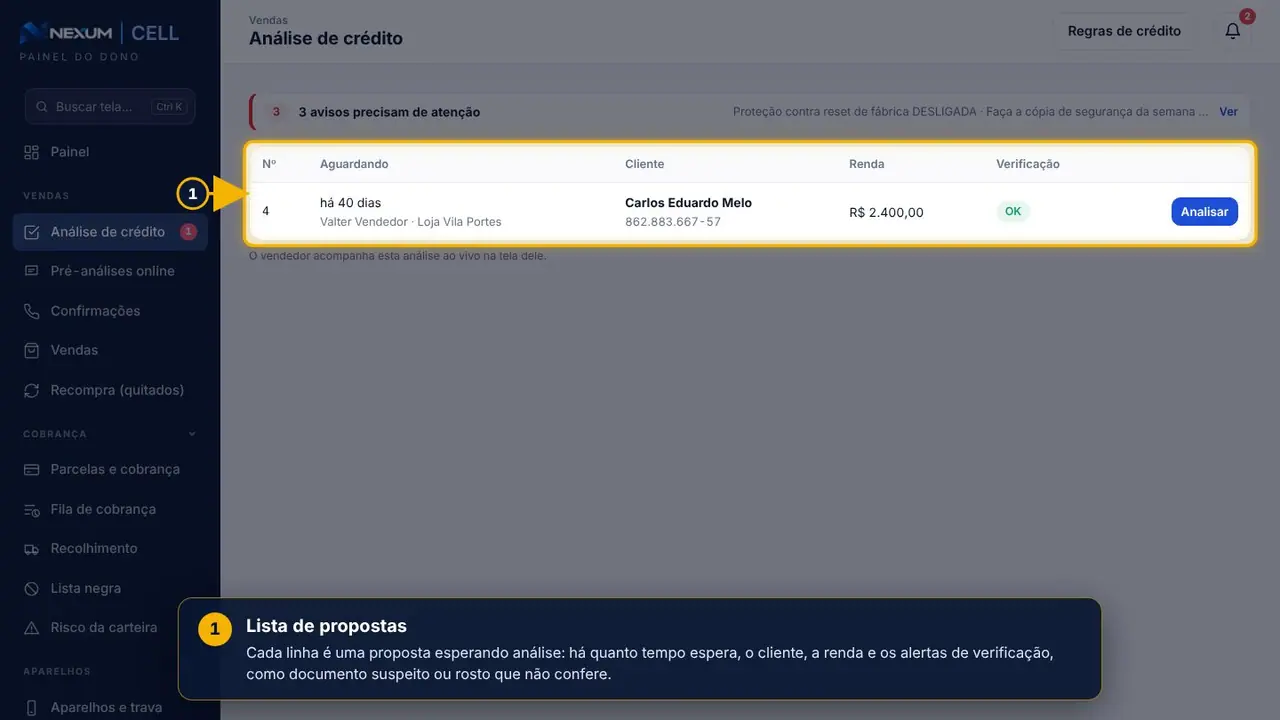 NEXUM | CELL
PAINEL DO DONO
Buscar tela... Ctrl K
Painel
VENDAS
Análise de crédito 1
Pré-análises online
Confirmações
Vendas
Recompra (quitados)
COBRANÇA
Parcelas e cobrança
Fila de cobrança
Recolhimento
Lista negra
Risco da carteira
APARELHOS
Aparelhos e trava
Vendas
Análise de crédito
Regras de crédito
2
3 3 avisos precisam de atenção Proteção contra reset de fábrica DESLIGADA · Faça a cópia de segurança da semana ... Ver
Nº Aguardando Cliente Renda Verificação
1
4 há 40 dias Carlos Eduardo Melo R$ 2.400,00 OK Analisar
Valter Vendedor · Loja Vila Portes 862.883.667-57
O vendedor acompanha esta análise ao vivo na tela dele.
1 Lista de propostas
Cada linha é uma proposta esperando análise: há quanto tempo espera, o cliente, a renda e os alertas de verificação,
como documento suspeito ou rosto que não confere.